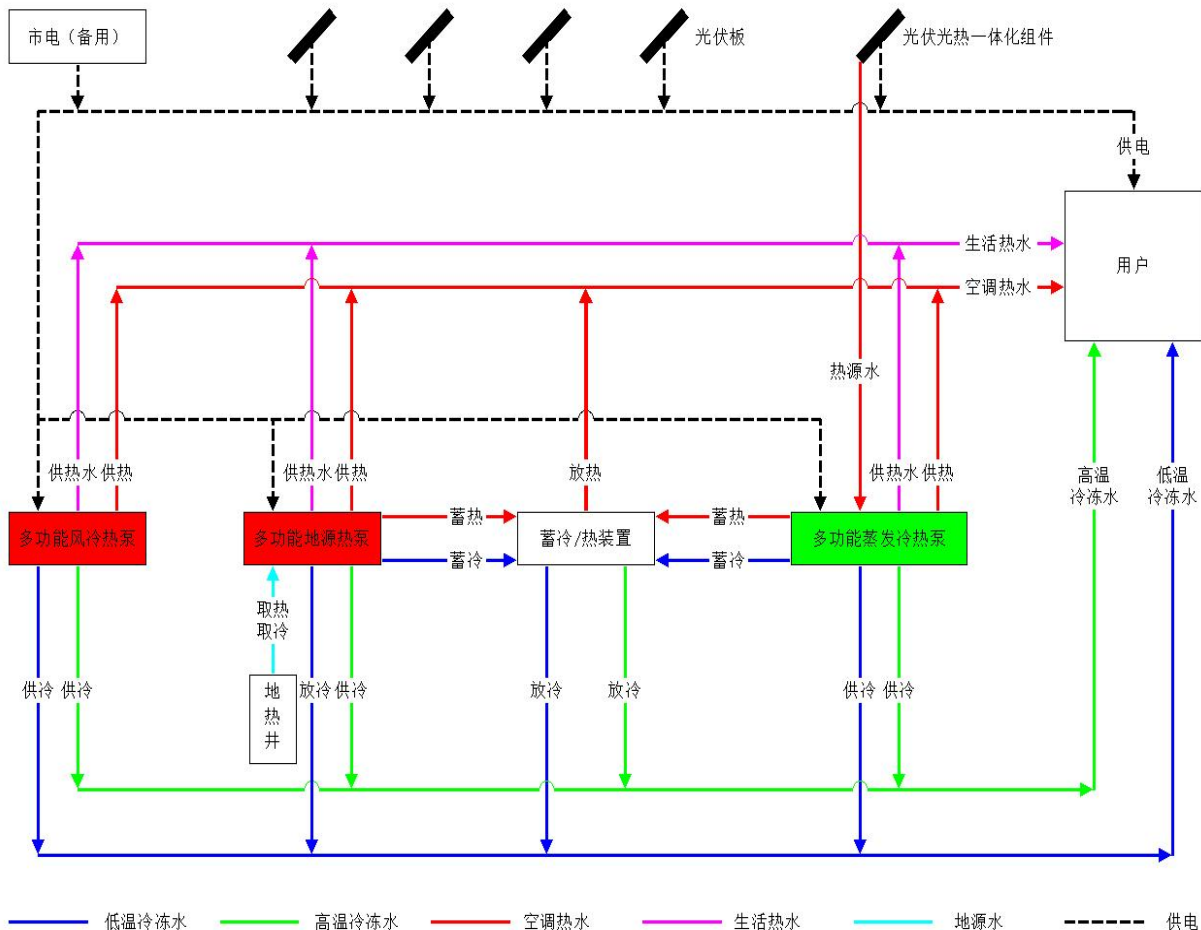 市电（备用）
光伏板
光伏光热一体化组件
供电
用户
生活热水
空调热水
热源水
供热水
供热
供热水
供热
放热
供热水
供热
高温
冷冻水
低温
冷冻水
多功能风冷热泵
多功能地源热泵
蓄热
蓄冷
蓄冷/热装置
蓄热
蓄冷
多功能蒸发冷热泵
取热
取冷
地
热
井
供冷
供冷
放冷
供冷
放冷
放冷
供冷
供冷
低温冷冻水
高温冷冻水
空调热水
生活热水
地源水
供电